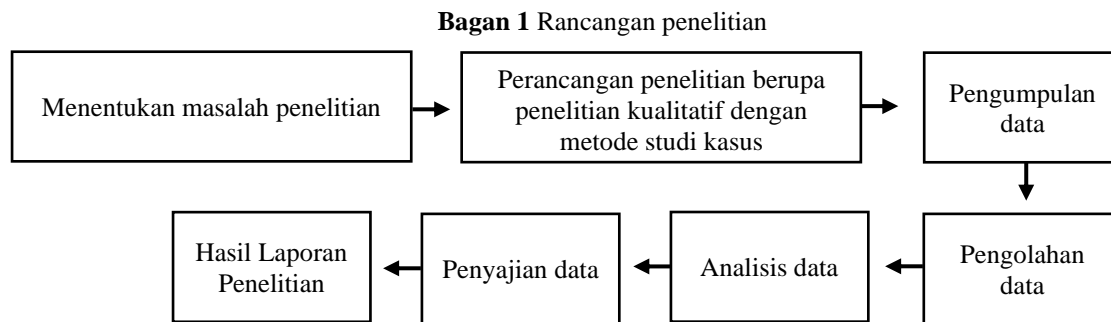 Bagan 1 Rancangan penelitian
Menentukan masalah penelitian
Perancangan penelitian berupa
penelitian kualitatif dengan
metode studi kasus
Pengumpulan
data
Pengolahan
data
Analisis data
Penyajian data
Hasil Laporan
Penelitian